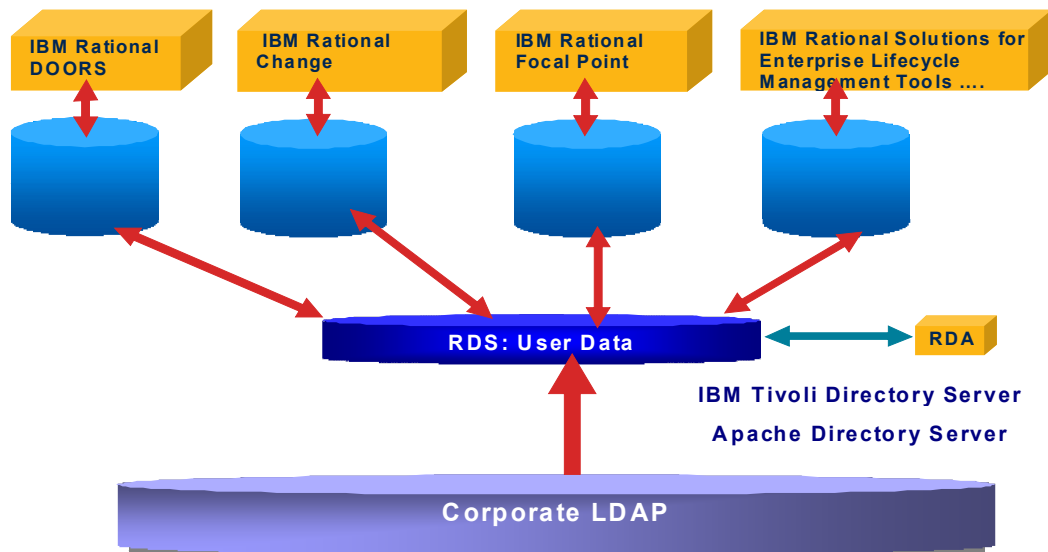 IBM Rational
DOORS
IBM Rational
Change
IBM Rational
Focal Point
IBM Rational Solutions for
Enterprise Lifecycle
Management Tools ....
RDS: User Data
RDA
IBM Tivoli Directory Server
Apache Directory Server
Corporate LDAP